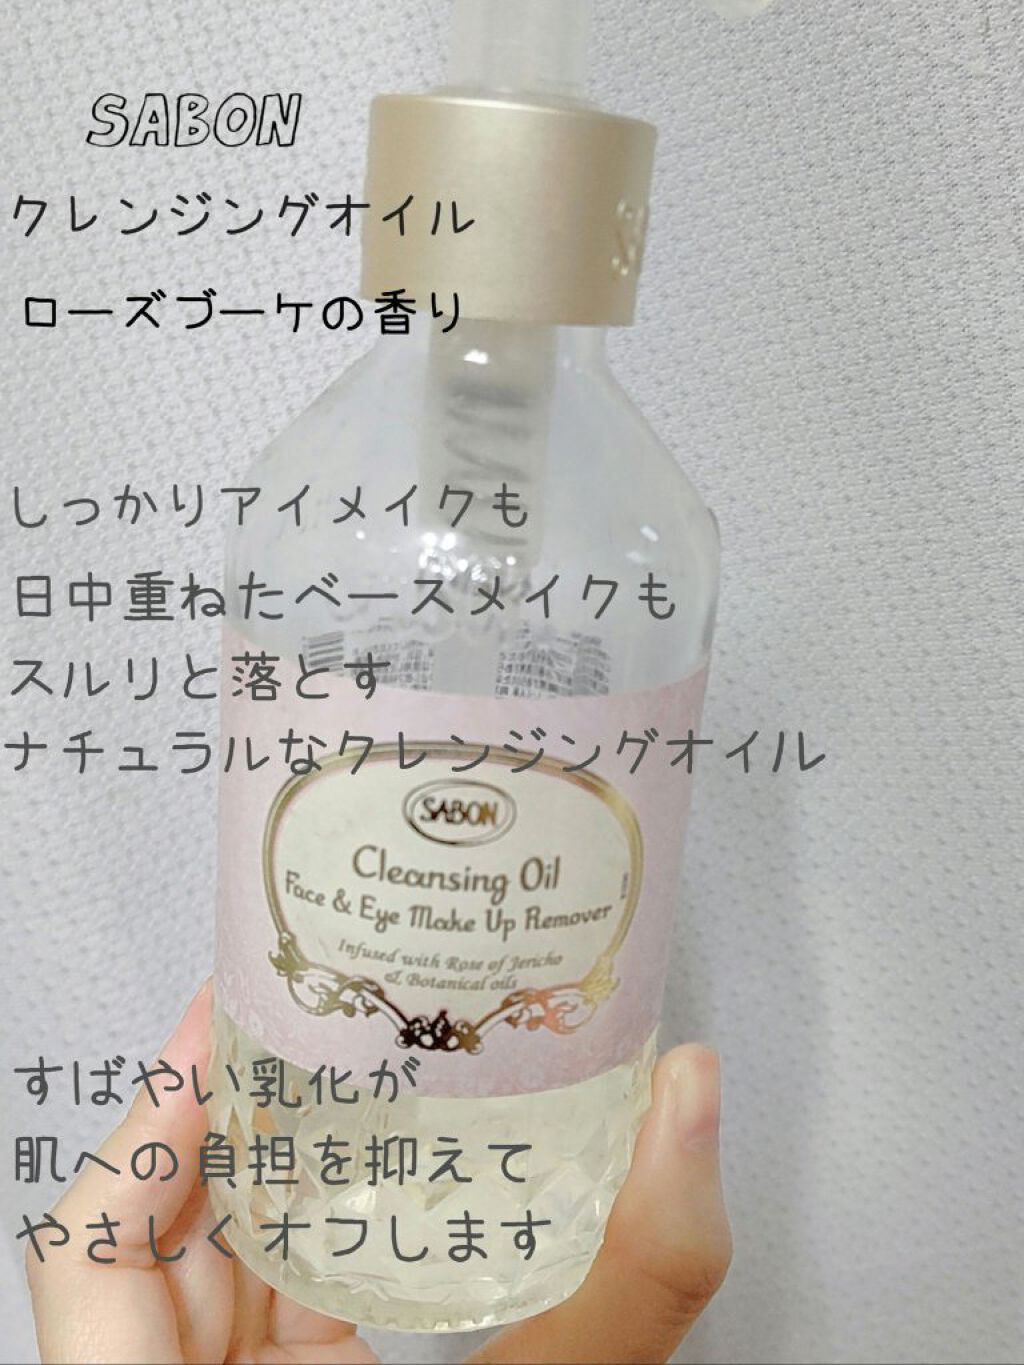 SABON
クレンジングオイル
ローズブーケの香り
しっかりアイメイクも
日中重ねたベースメイクも
スルリと落とす
ナチュラルなクレンジングオイル
SABON
Cleansing Oil
Face & Eye Make Up Remover
Infused with Rose of Jericho
& Botanical oils
すばやい乳化が
肌への負担を抑えて
やさしくオフします